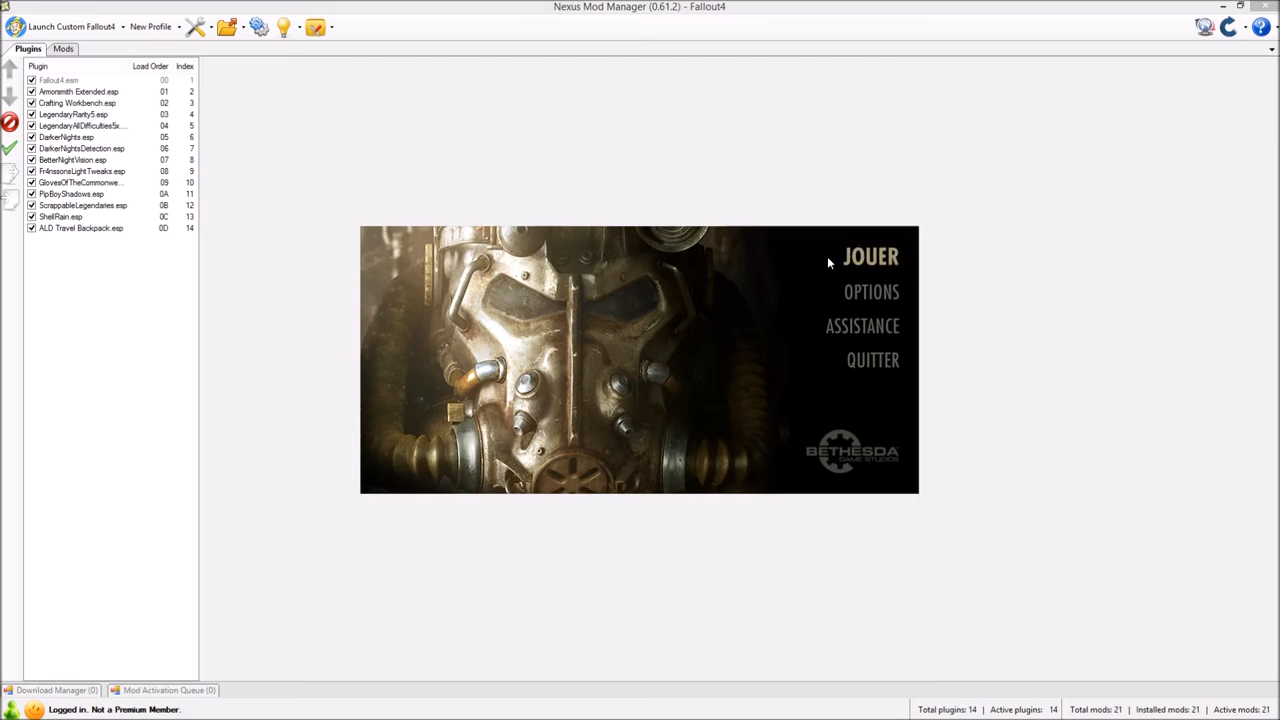 Nexus Mod Manager (0.61.2) - Fallout4
Launch Custom Fallout4 New Profile
Plugins Mods
Plugin Load Order Index
Fallout4.esm 00 1
Armorsmith Extended.esp 01 2
Crafting Workbench.esp 02 3
LegendaryRarity5.esp 03 4
LegendaryAllDifficulties5x.... 04 5
DarkerNights.esp 05 6
DarkerNightsDetection.esp 06 7
BetterNightVision.esp 07 8
Fr4nssonsLightTweaks.esp 08 9
GlovesOfTheCommonwe... 09 10
PipBoyShadows.esp 0A 11
ScrappableLegendaries.esp 0B 12
ShellRain.esp 0C 13
ALD Travel Backpack.esp 0D 14
JOUER
OPTIONS
ASSISTANCE
QUITTER
BETHESDA
GAME STUDIOS
Download Manager (0) Mod Activation Queue (0)
Logged in. Not a Premium Member. Total plugins: 14 | Active plugins: 14 Total mods: 21 | Installed mods: 21 | Active mods: 21